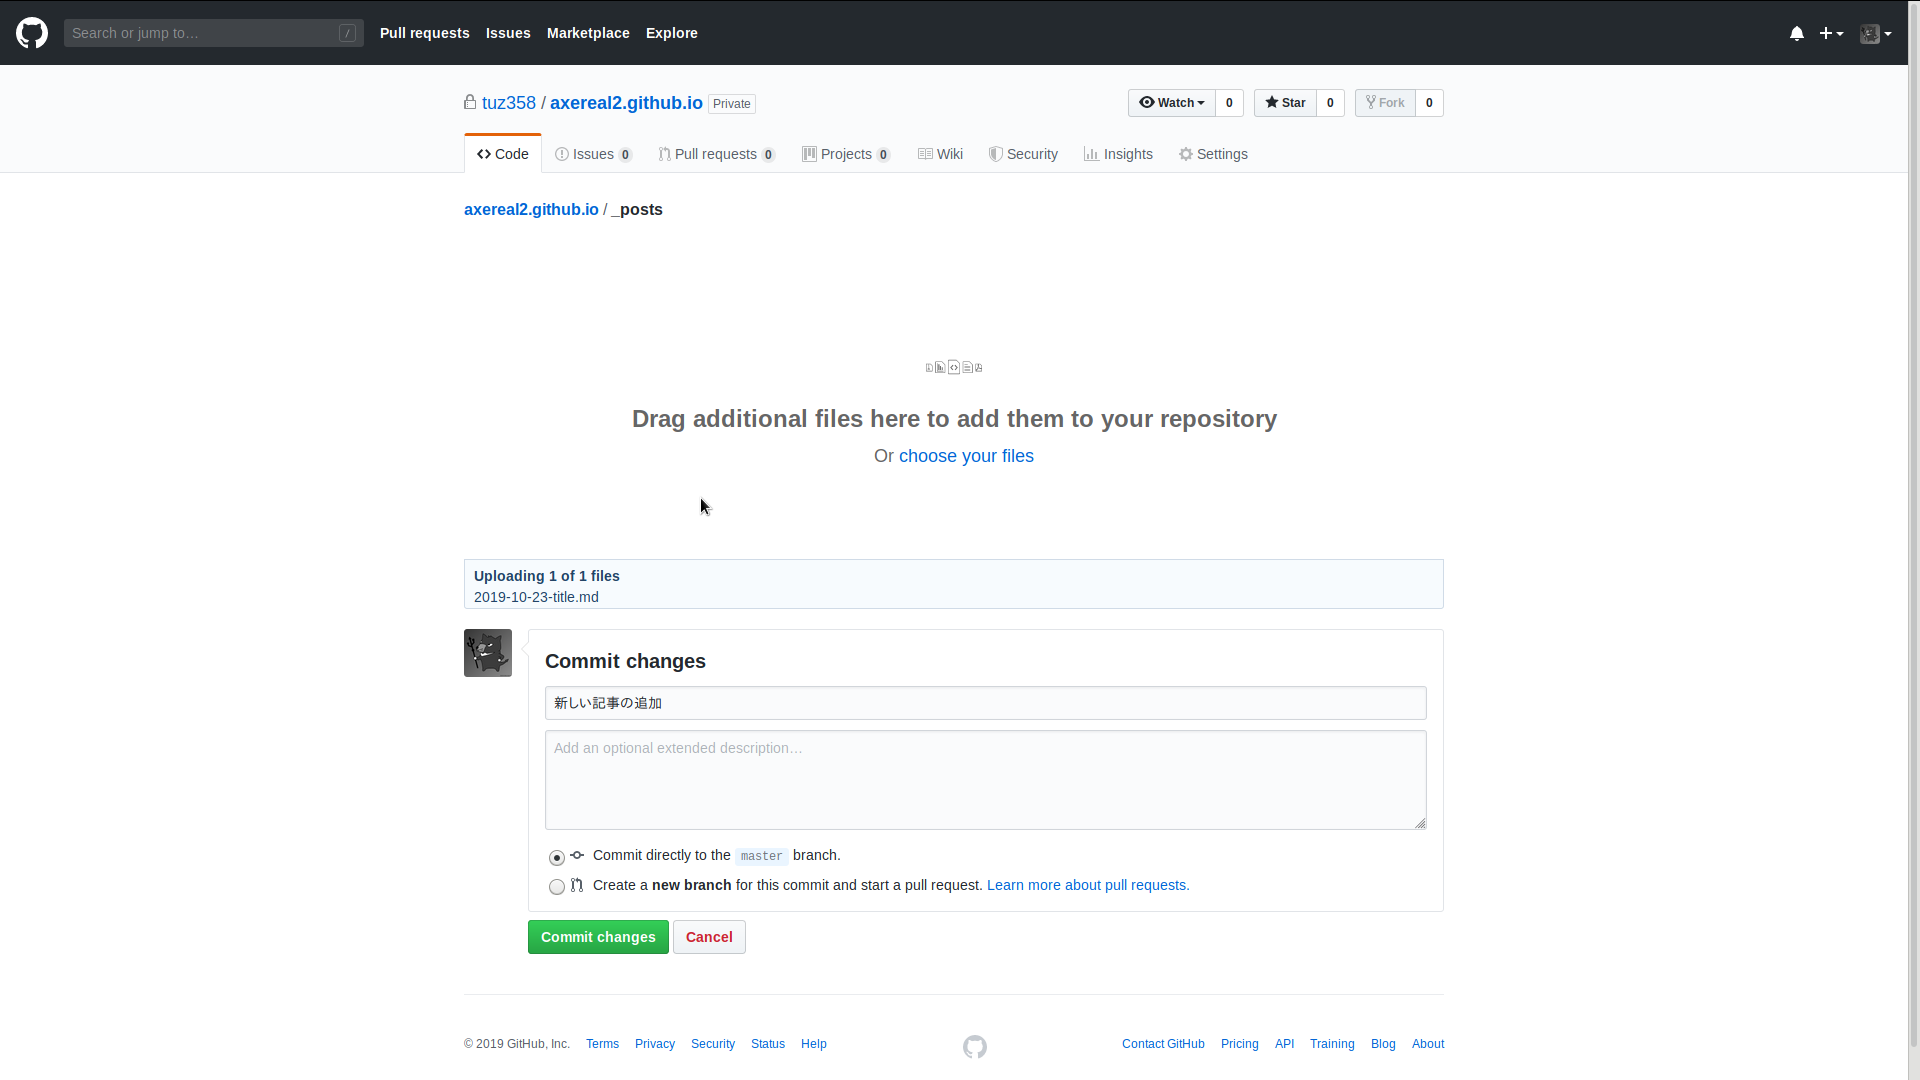 Search or jump to… /
Pull requests Issues Marketplace Explore
tuz358 / axereal2.github.io Private
Watch 0 Star 0 Fork 0
Code Issues 0 Pull requests 0 Projects 0 Wiki Security Insights Settings
axereal2.github.io / _posts
Drag additional files here to add them to your repository
Or choose your files
Uploading 1 of 1 files
2019-10-23-title.md
Commit changes
新しい記事の追加
Add an optional extended description…
Commit directly to the master branch.
Create a new branch for this commit and start a pull request. Learn more about pull requests.
Commit changes Cancel
© 2019 GitHub, Inc. Terms Privacy Security Status Help Contact GitHub Pricing API Training Blog About